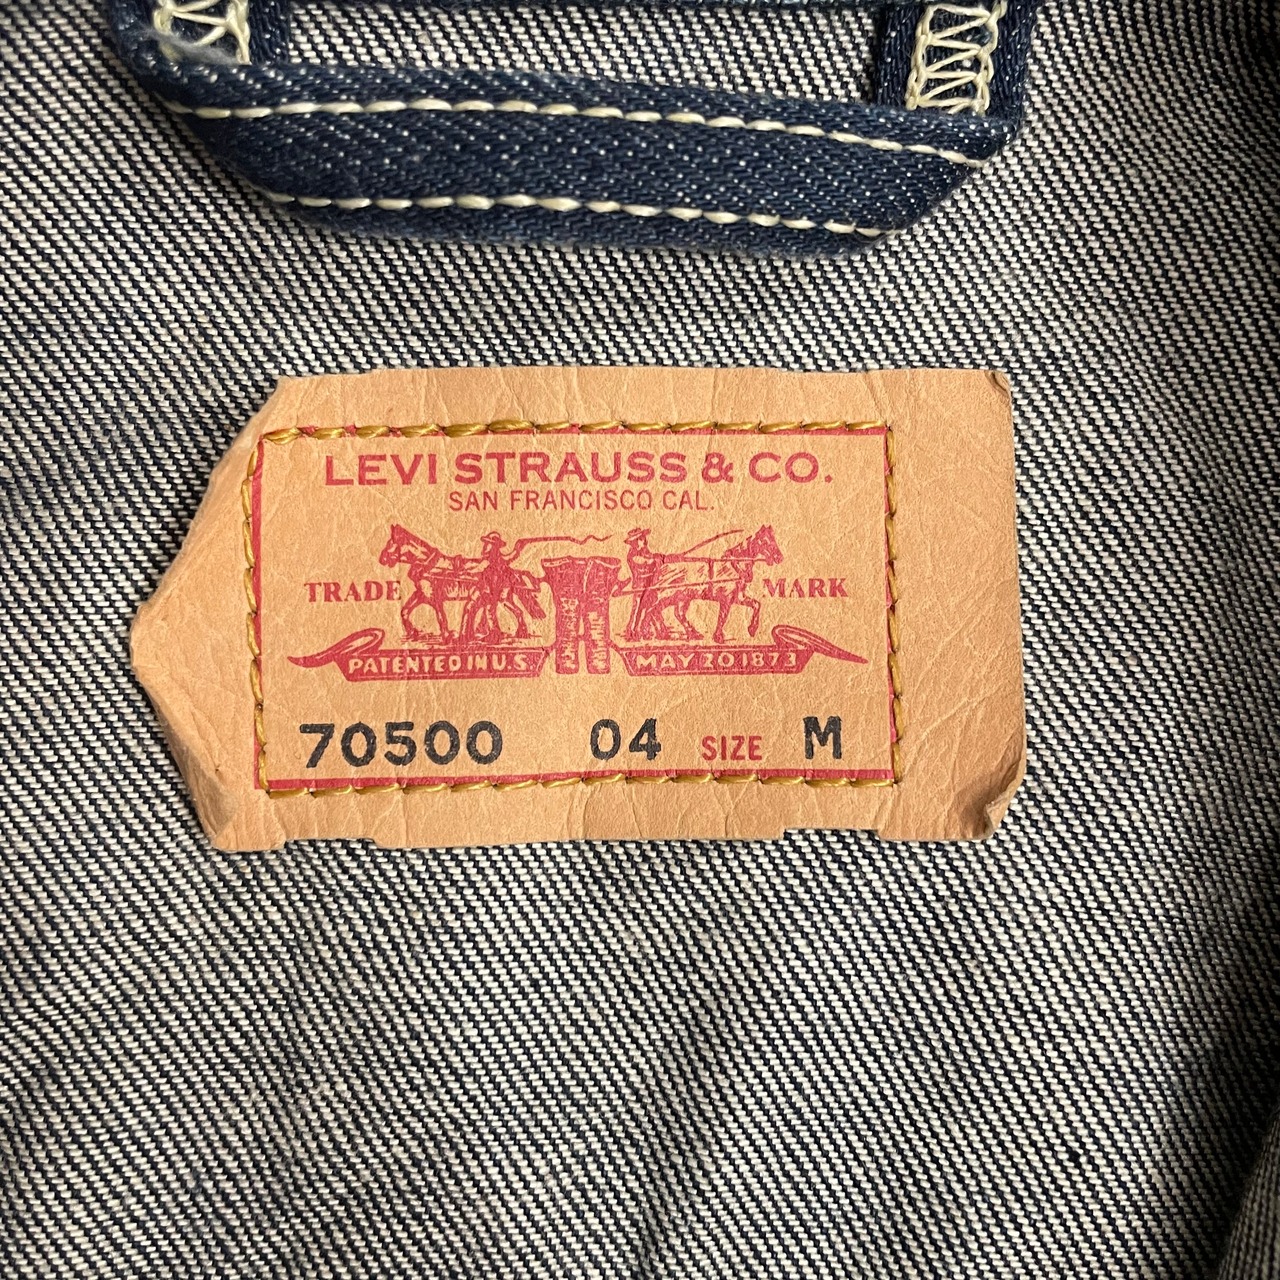 LEVI STRAUSS & CO.
SAN FRANCISCO CAL.
TRADE MARK
PATENTED IN U.S. MAY 20 1873
70500 04 SIZE M